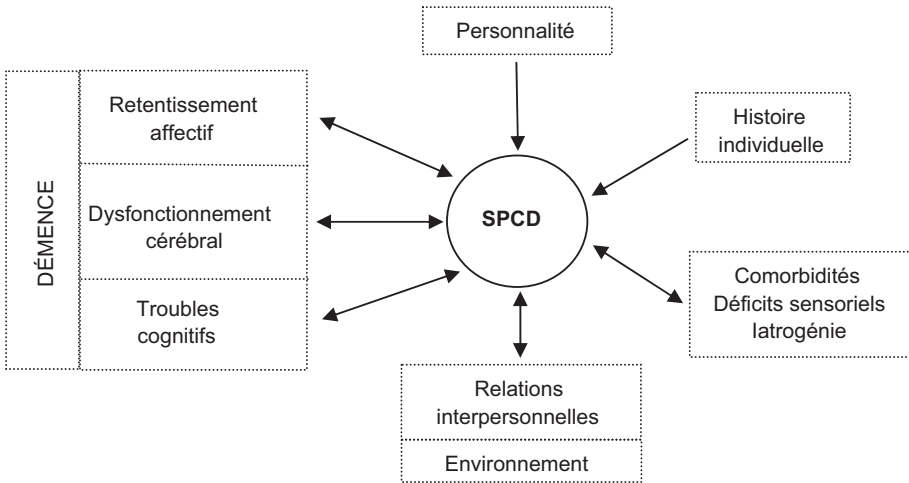 Personnalité
DÉMENCE
Retentissement
affectif
Dysfonctionnement
cérébral
Troubles
cognitifs
SPCD
Histoire
individuelle
Comorbidités
Déficits sensoriels
Iatrogénie
Relations
interpersonnelles
Environnement